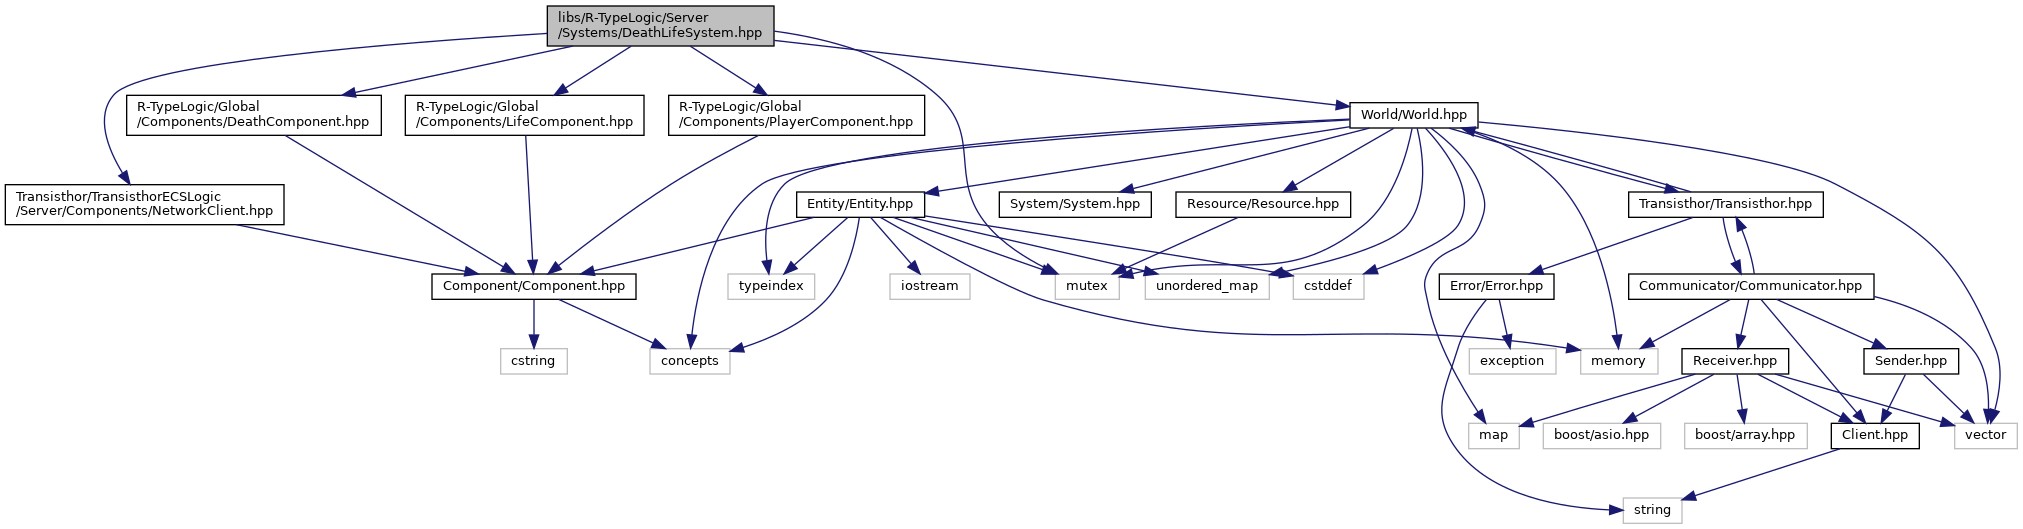 libs/R-TypeLogic/Server
/Systems/DeathLifeSystem.hpp
R-TypeLogic/Global
/Components/DeathComponent.hpp
R-TypeLogic/Global
/Components/LifeComponent.hpp
R-TypeLogic/Global
/Components/PlayerComponent.hpp
World/World.hpp
Transisthor/TransisthorECSLogic
/Server/Components/NetworkClient.hpp
Entity/Entity.hpp
System/System.hpp
Resource/Resource.hpp
Transisthor/Transisthor.hpp
Component/Component.hpp
typeindex
iostream
mutex
unordered_map
cstddef
Error/Error.hpp
Communicator/Communicator.hpp
cstring
concepts
exception
memory
Receiver.hpp
Sender.hpp
map
boost/asio.hpp
boost/array.hpp
Client.hpp
vector
string